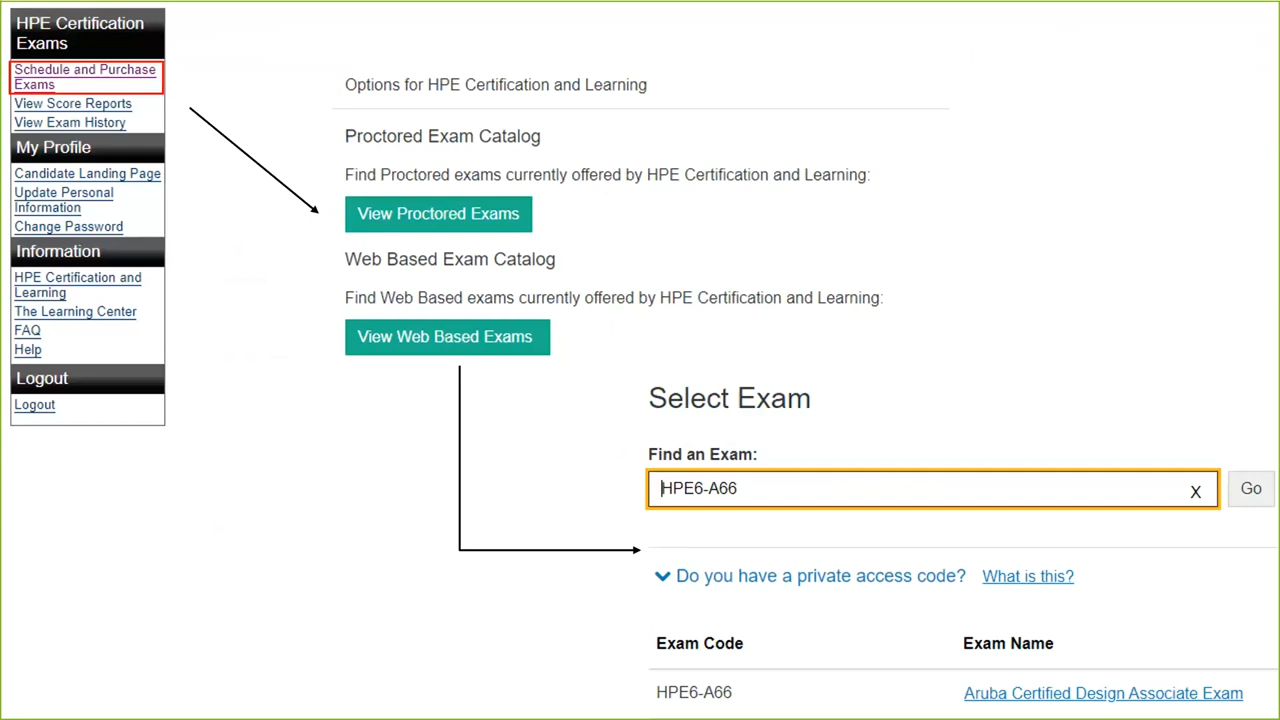 HPE Certification
Exams
Schedule and Purchase
Exams
View Score Reports
View Exam History
My Profile
Candidate Landing Page
Update Personal
Information
Change Password
Information
HPE Certification and
Learning
The Learning Center
FAQ
Help
Logout
Logout
Options for HPE Certification and Learning
Proctored Exam Catalog
Find Proctored exams currently offered by HPE Certification and Learning:
View Proctored Exams
Web Based Exam Catalog
Find Web Based exams currently offered by HPE Certification and Learning:
View Web Based Exams
Select Exam
Find an Exam:
HPE6-A66 X Go
Do you have a private access code? What is this?
Exam Code Exam Name
HPE6-A66 Aruba Certified Design Associate Exam